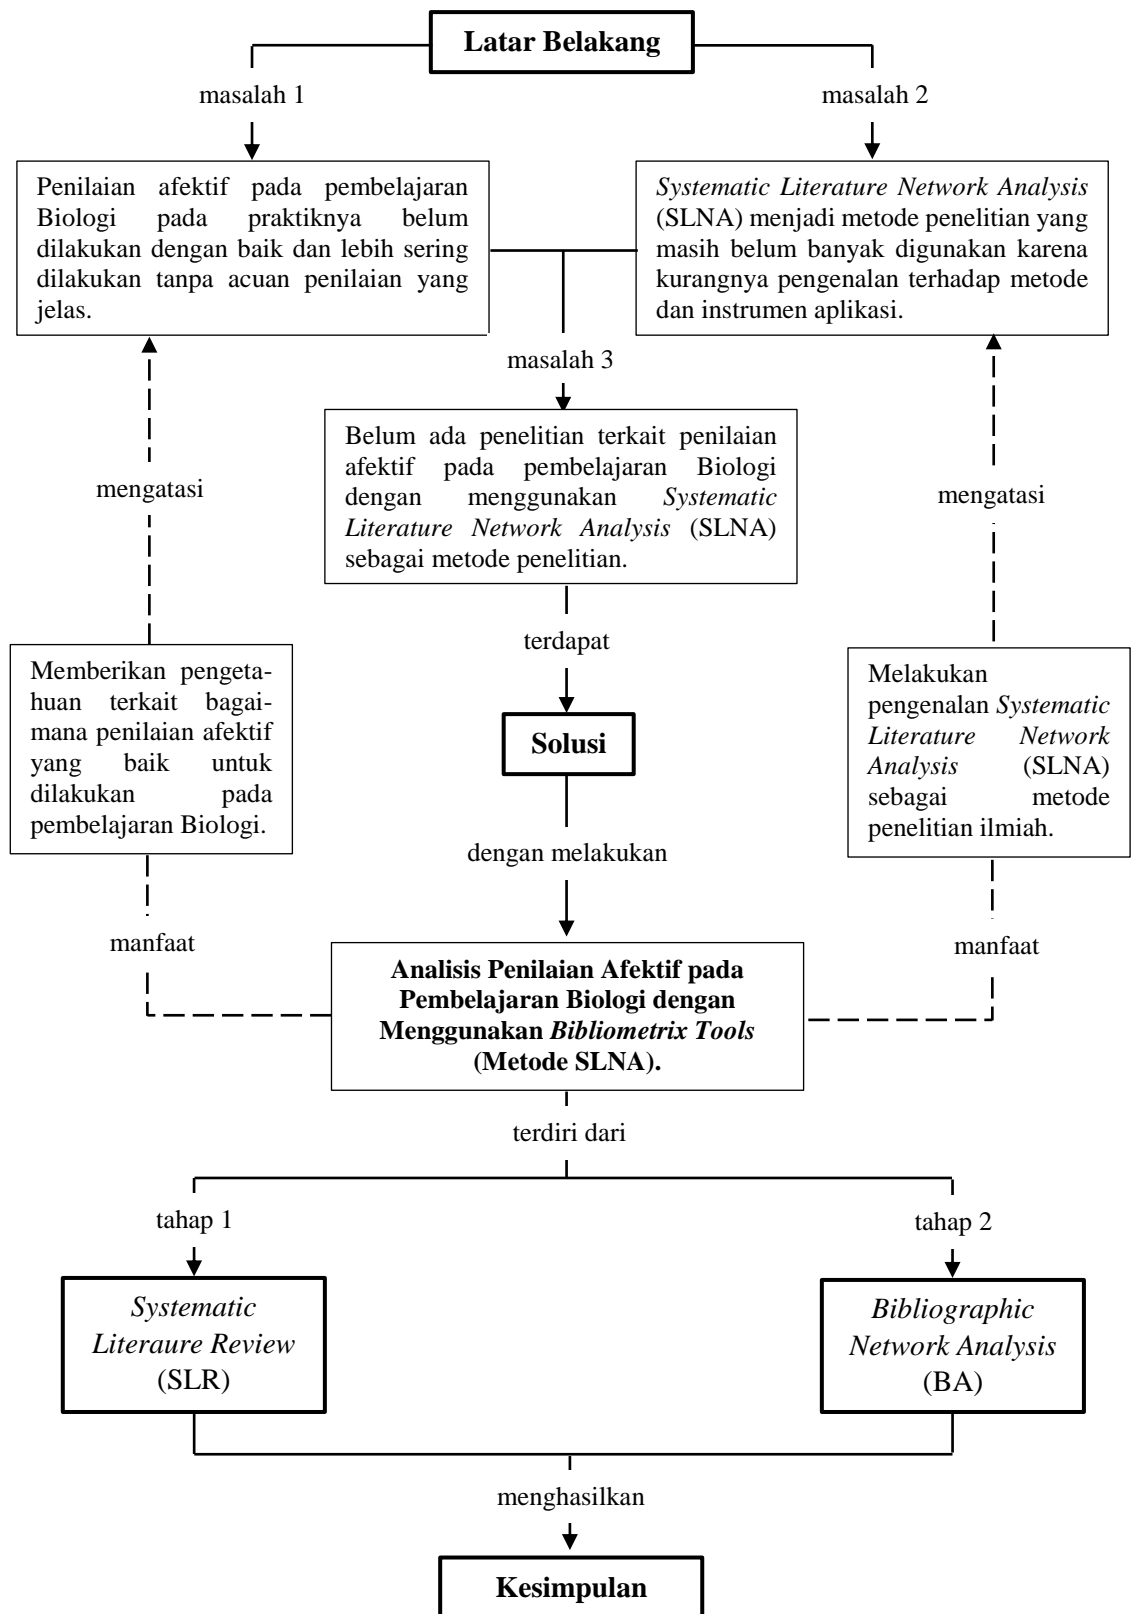 Latar Belakang
masalah 1
masalah 2
Penilaian afektif pada pembelajaran
Biologi pada praktiknya belum
dilakukan dengan baik dan lebih sering
dilakukan tanpa acuan penilaian yang
jelas.
Systematic Literature Network Analysis
(SLNA) menjadi metode penelitian yang
masih belum banyak digunakan karena
kurangnya pengenalan terhadap metode
dan instrumen aplikasi.
masalah 3
Belum ada penelitian terkait penilaian
afektif pada pembelajaran Biologi
dengan menggunakan Systematic
Literature Network Analysis (SLNA)
sebagai metode penelitian.
mengatasi
mengatasi
terdapat
Memberikan pengeta-
huan terkait bagai-
mana penilaian afektif
yang baik untuk
dilakukan pada
pembelajaran Biologi.
Solusi
Melakukan
pengenalan Systematic
Literature Network
Analysis (SLNA)
sebagai metode
penelitian ilmiah.
dengan melakukan
manfaat
manfaat
Analisis Penilaian Afektif pada
Pembelajaran Biologi dengan
Menggunakan Bibliometrix Tools
(Metode SLNA).
terdiri dari
tahap 1
tahap 2
Systematic
Literaure Review
(SLR)
Bibliographic
Network Analysis
(BA)
menghasilkan
Kesimpulan